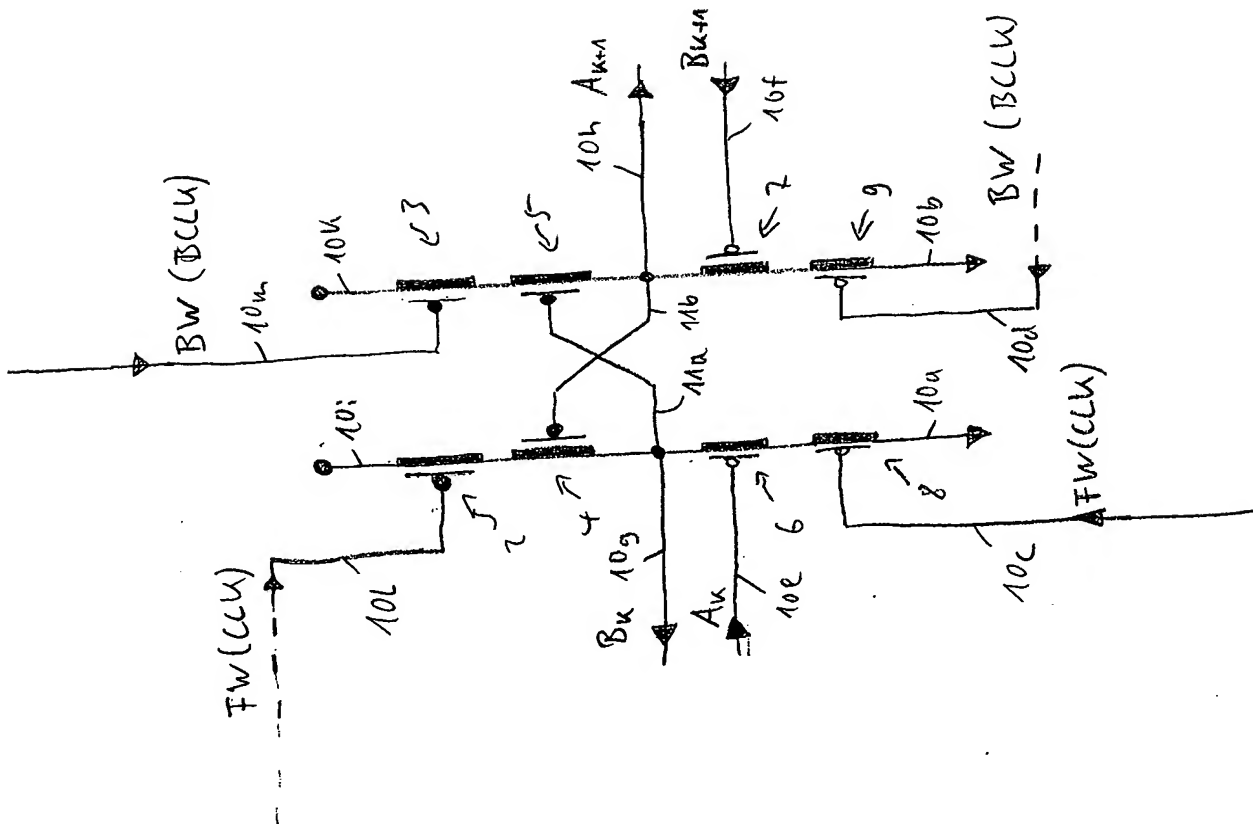 BW (BCLK)
10m
10k
3
5
10h
Ak+1
Bk+1
10f
7
9
10b
BW (BCLK)
10d
11b
11a
FW (CLK)
10l
10i
2
4
10g
Bk
Ak
10e
6
8
10a
10c
FW (CLK)